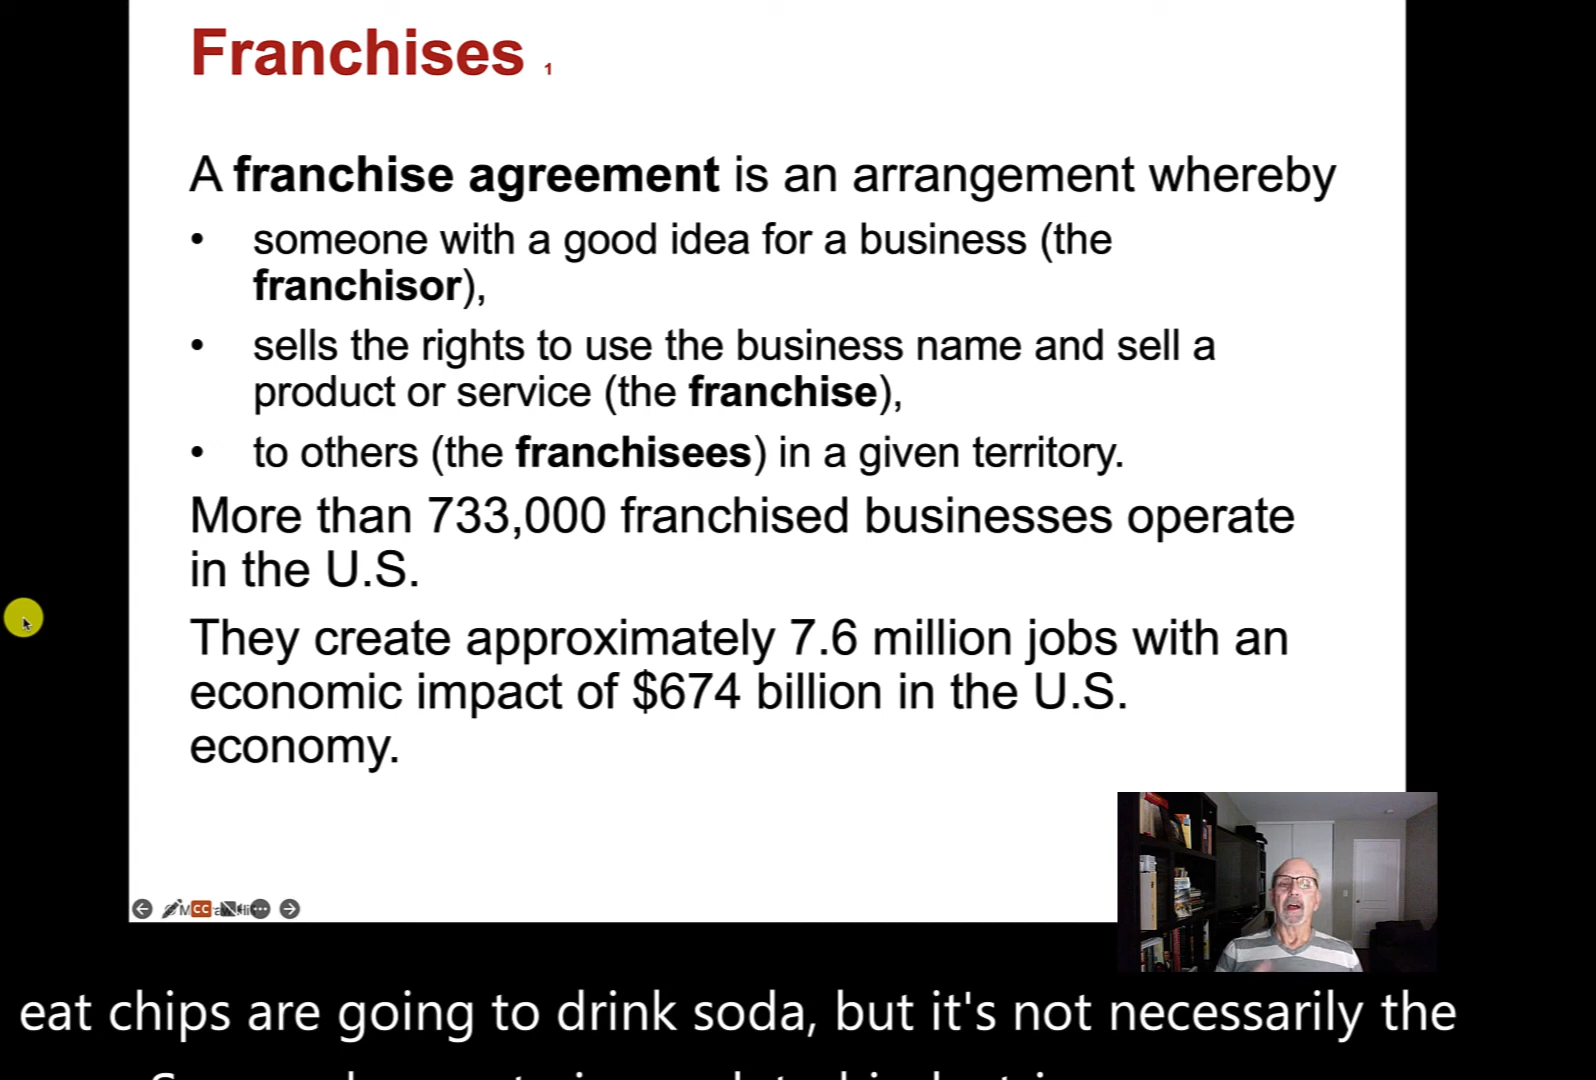 Franchises 1
A franchise agreement is an arrangement whereby
• someone with a good idea for a business (the
franchisor),
• sells the rights to use the business name and sell a
product or service (the franchise),
• to others (the franchisees) in a given territory.
More than 733,000 franchised businesses operate
in the U.S.
They create approximately 7.6 million jobs with an
economic impact of $674 billion in the U.S.
economy.
CC
eat chips are going to drink soda, but it's not necessarily the